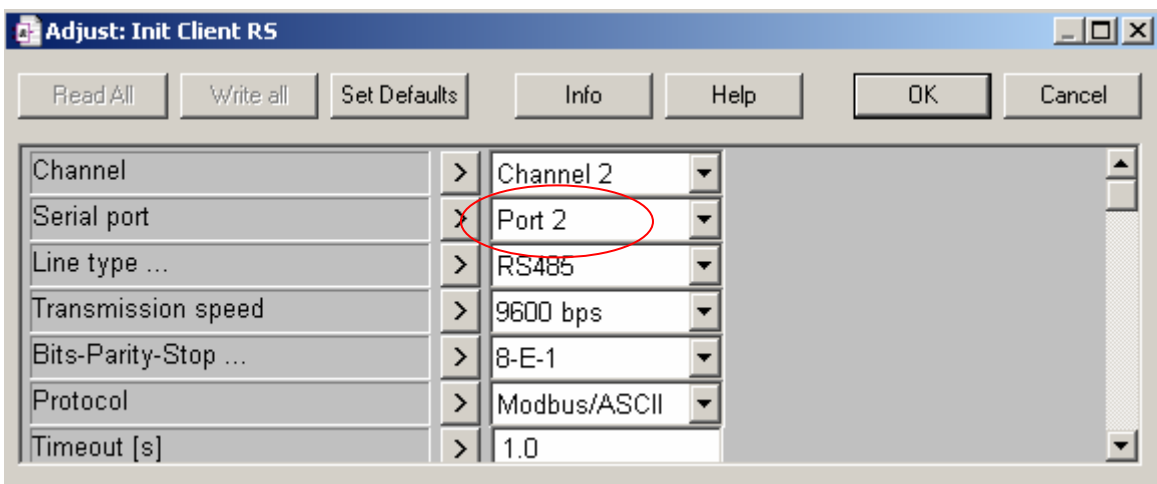 Adjust: Init Client RS
Read All Write all Set Defaults Info Help OK Cancel
Channel > Channel 2
Serial port > Port 2
Line type ... > RS485
Transmission speed > 9600 bps
Bits-Parity-Stop ... > 8-E-1
Protocol > Modbus/ASCII
Timeout [s] > 1.0